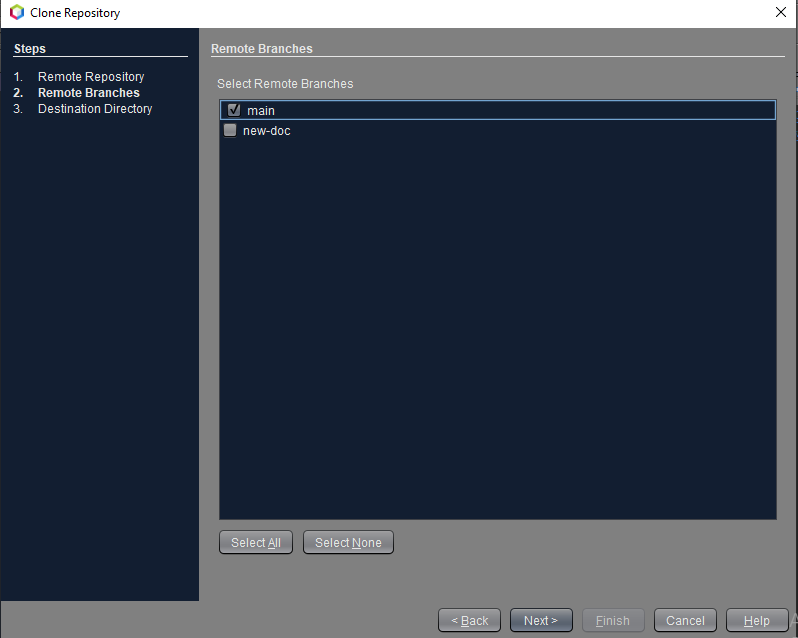 Clone Repository
Steps
1. Remote Repository
2. Remote Branches
3. Destination Directory
Remote Branches
Select Remote Branches
main
new-doc
Select All Select None
< Back Next > Finish Cancel Help